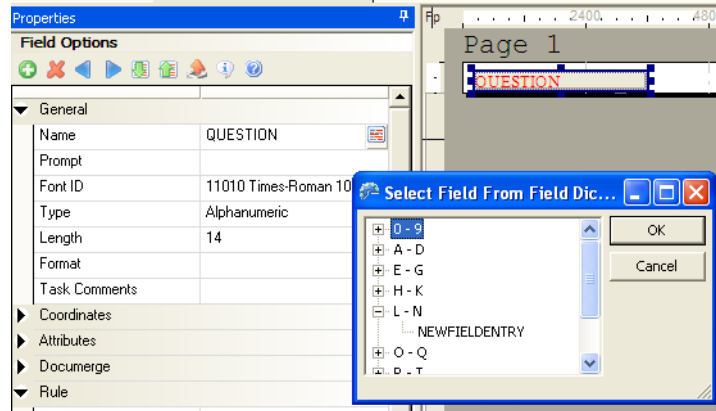 Properties
Field Options
General
Name QUESTION
Prompt
Font ID 11010 Times-Roman 10
Type Alphanumeric
Length 14
Format
Task Comments
Coordinates
Attributes
Documerge
Rule
Fp 2400 480
Page 1
QUESTION
Select Field From Field Dic...
0 - 9
A - D
E - G
H - K
L - N
NEWFIELDENTRY
O - Q
R - T
OK
Cancel